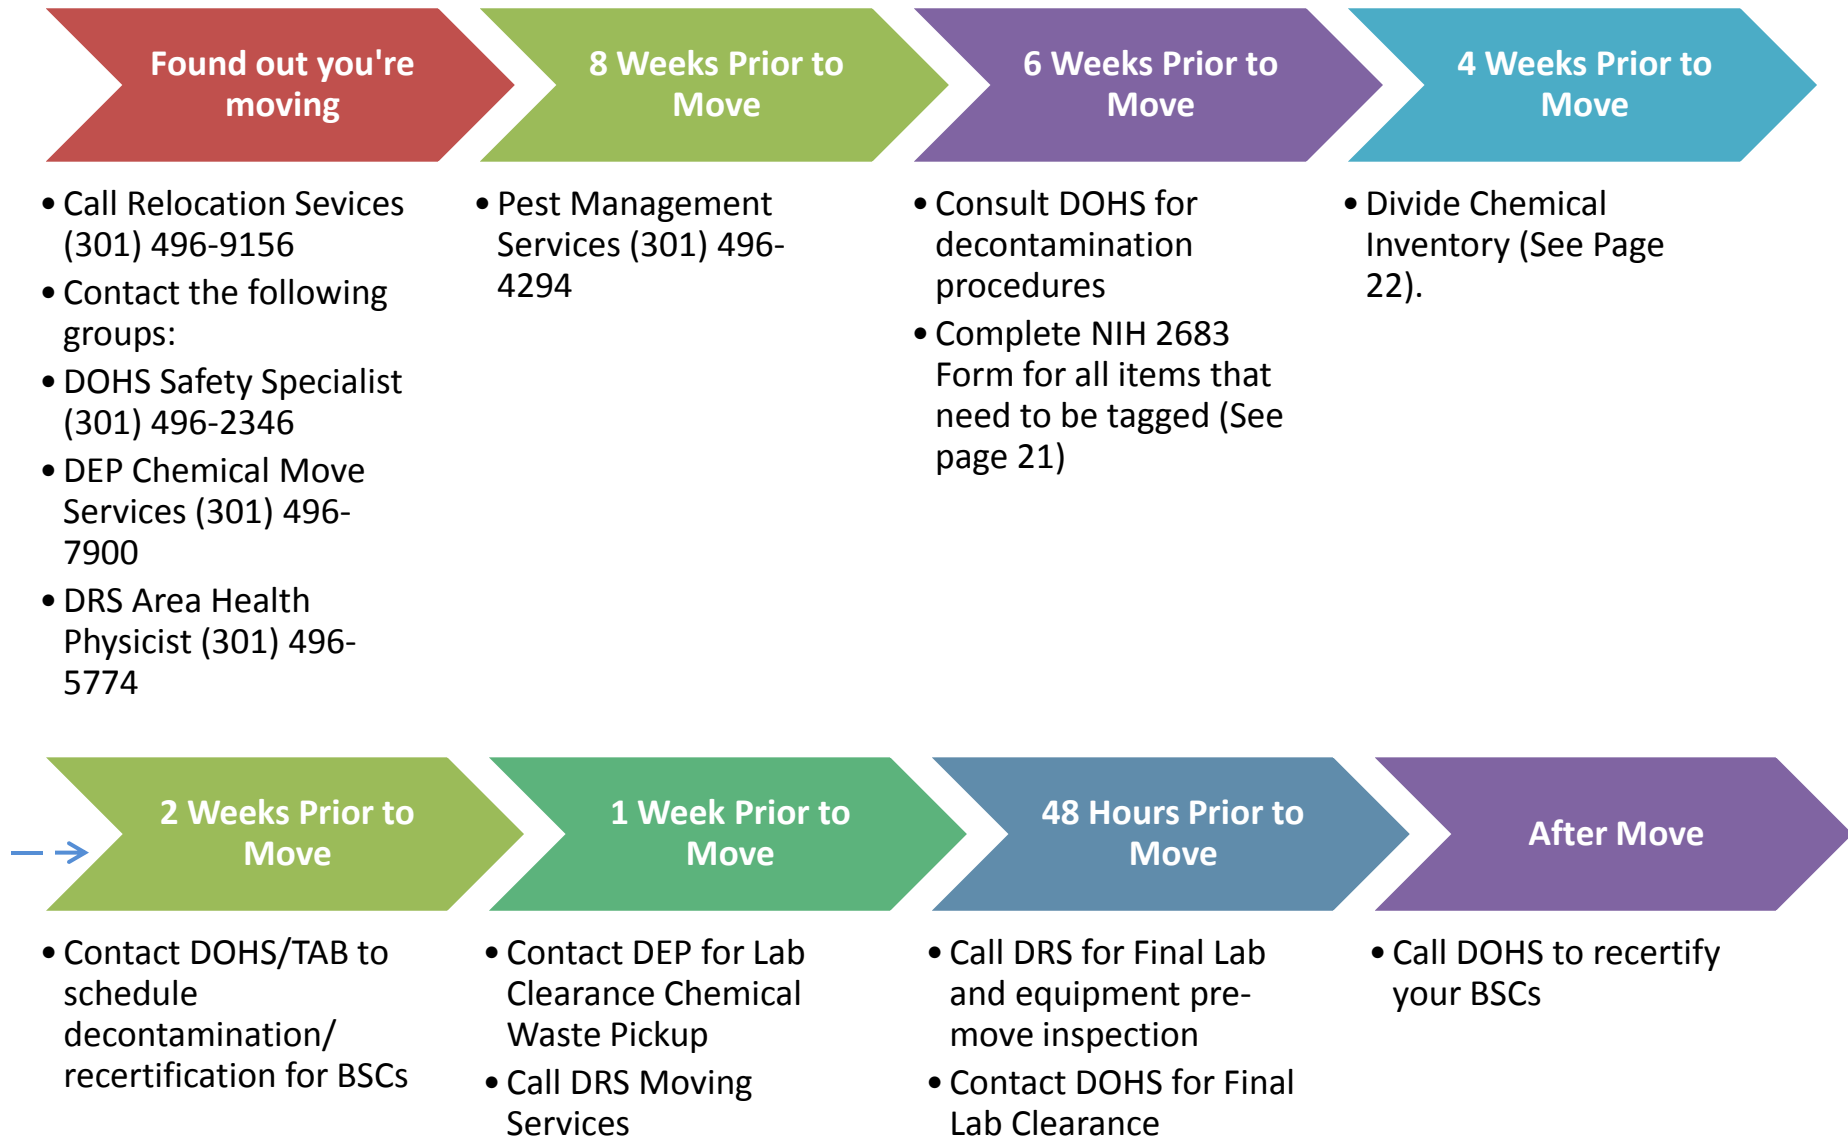 Found out you're
moving
8 Weeks Prior to
Move
6 Weeks Prior to
Move
4 Weeks Prior to
Move
• Call Relocation Sevices
(301) 496-9156
• Contact the following
groups:
• DOHS Safety Specialist
(301) 496-2346
• DEP Chemical Move
Services (301) 496-
7900
• DRS Area Health
Physicist (301) 496-
5774
• Pest Management
Services (301) 496-
4294
• Consult DOHS for
decontamination
procedures
• Complete NIH 2683
Form for all items that
need to be tagged (See
page 21)
• Divide Chemical
Inventory (See Page
22).
2 Weeks Prior to
Move
1 Week Prior to
Move
48 Hours Prior to
Move
After Move
• Contact DOHS/TAB to
schedule
decontamination/
recertification for BSCs
• Contact DEP for Lab
Clearance Chemical
Waste Pickup
• Call DRS Moving
Services
• Call DRS for Final Lab
and equipment pre-
move inspection
• Contact DOHS for Final
Lab Clearance
• Call DOHS to recertify
your BSCs